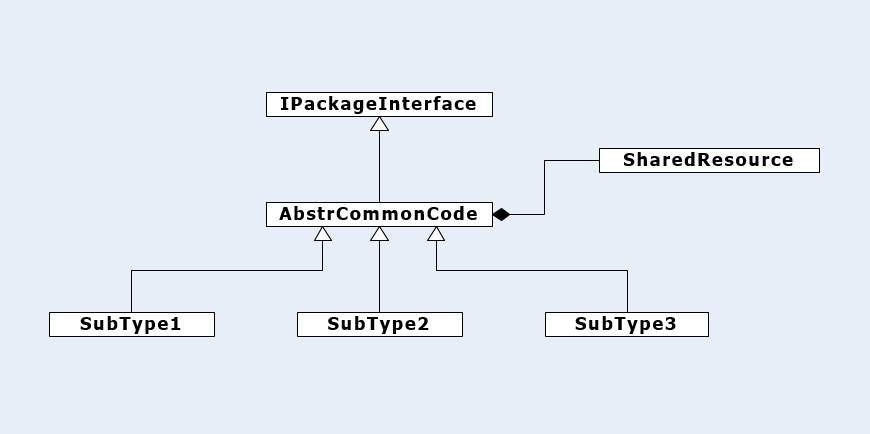 IPackageInterface
SharedResource
AbstrCommonCode
SubType1
SubType2
SubType3